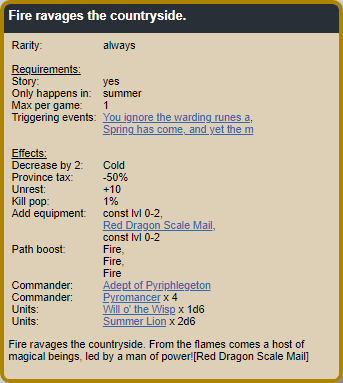 Fire ravages the countryside.
Rarity: always
Requirements:
Story: yes
Only happens in: summer
Max per game: 1
Triggering events: You ignore the warding runes a,
Spring has come, and yet the m
Effects:
Decrease by 2: Cold
Province tax: -50%
Unrest: +10
Kill pop: 1%
Add equipment: const lvl 0-2,
Red Dragon Scale Mail,
const lvl 0-2
Path boost: Fire,
Fire,
Fire
Commander: Adept of Pyriphlegeton
Commander: Pyromancer x 4
Units: Will o' the Wisp x 1d6
Units: Summer Lion x 2d6
Fire ravages the countryside. From the flames comes a host of
magical beings, led by a man of power![Red Dragon Scale Mail]